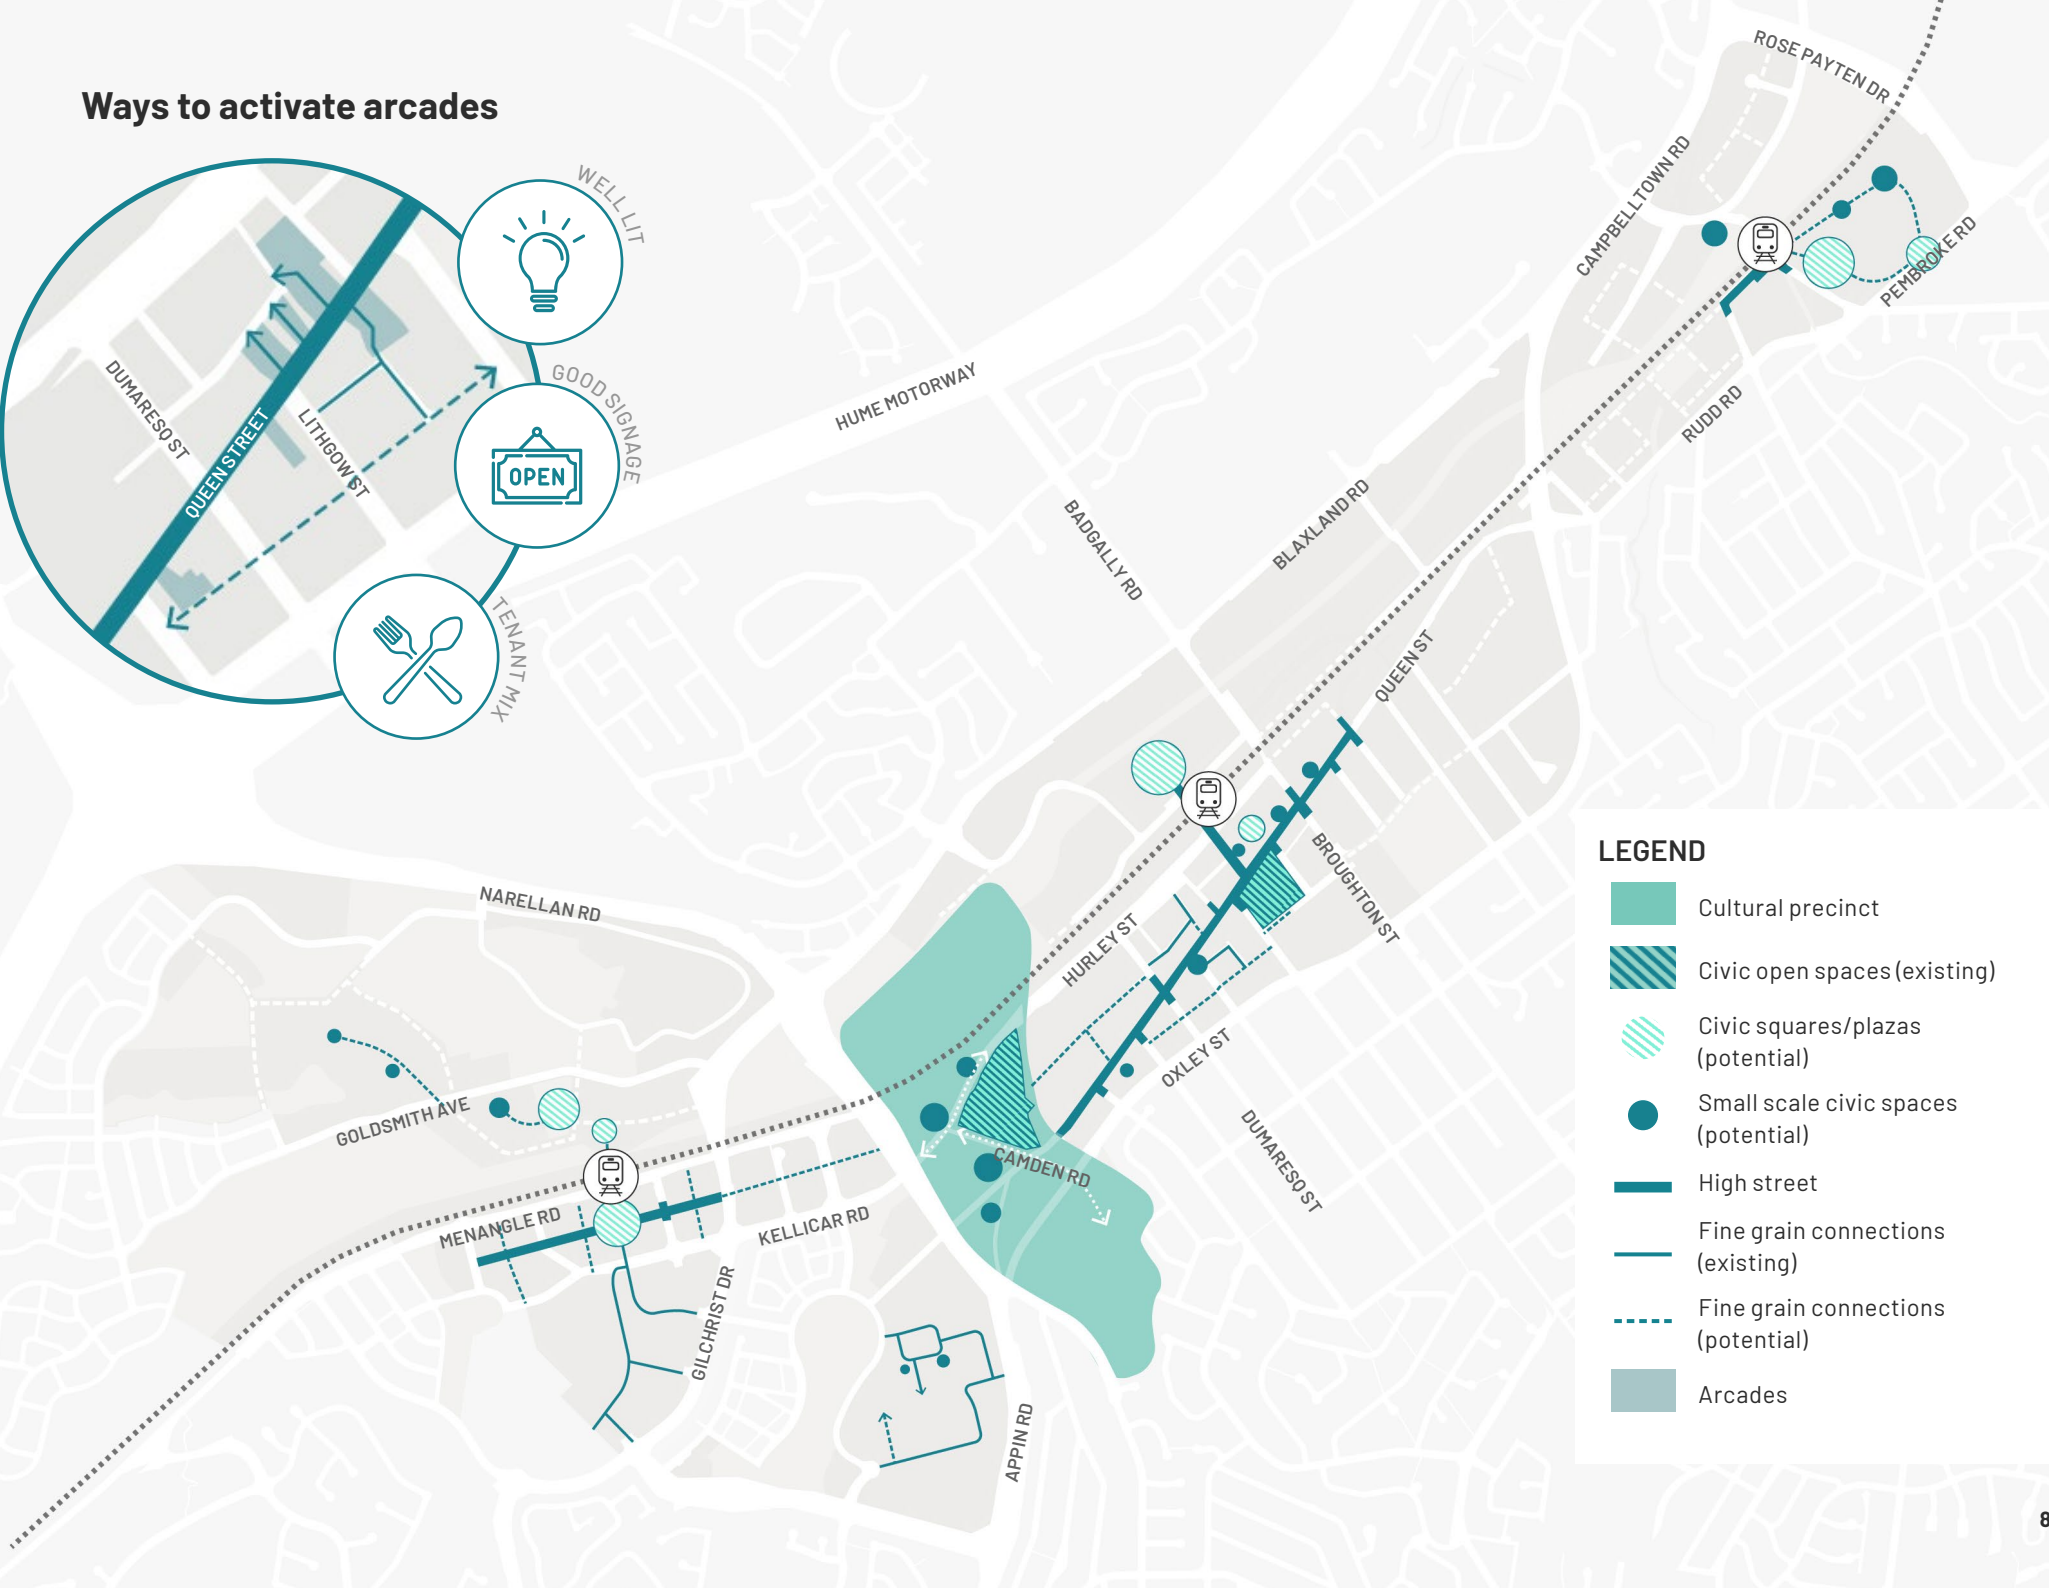 Ways to activate arcades
WELL LIT
GOOD SIGNAGE
OPEN
TENANT MIX
DUMARESQ ST
QUEEN STREET
LITHGOW ST
ROSE PAYTEN DR
CAMPBELLTOWN RD
PEMBROKE RD
RUDD RD
HUME MOTORWAY
BADGALLY RD
BLAXLAND RD
QUEEN ST
BROUGHTON ST
HURLEY ST
OXLEY ST
DUMARESQ ST
CAMDEN RD
NARELLAN RD
GOLDSMITH AVE
MENANGLE RD
KELLICAR RD
GILCHRIST DR
APPIN RD
LEGEND
Cultural precinct
Civic open spaces (existing)
Civic squares/plazas
(potential)
Small scale civic spaces
(potential)
High street
Fine grain connections
(existing)
Fine grain connections
(potential)
Arcades